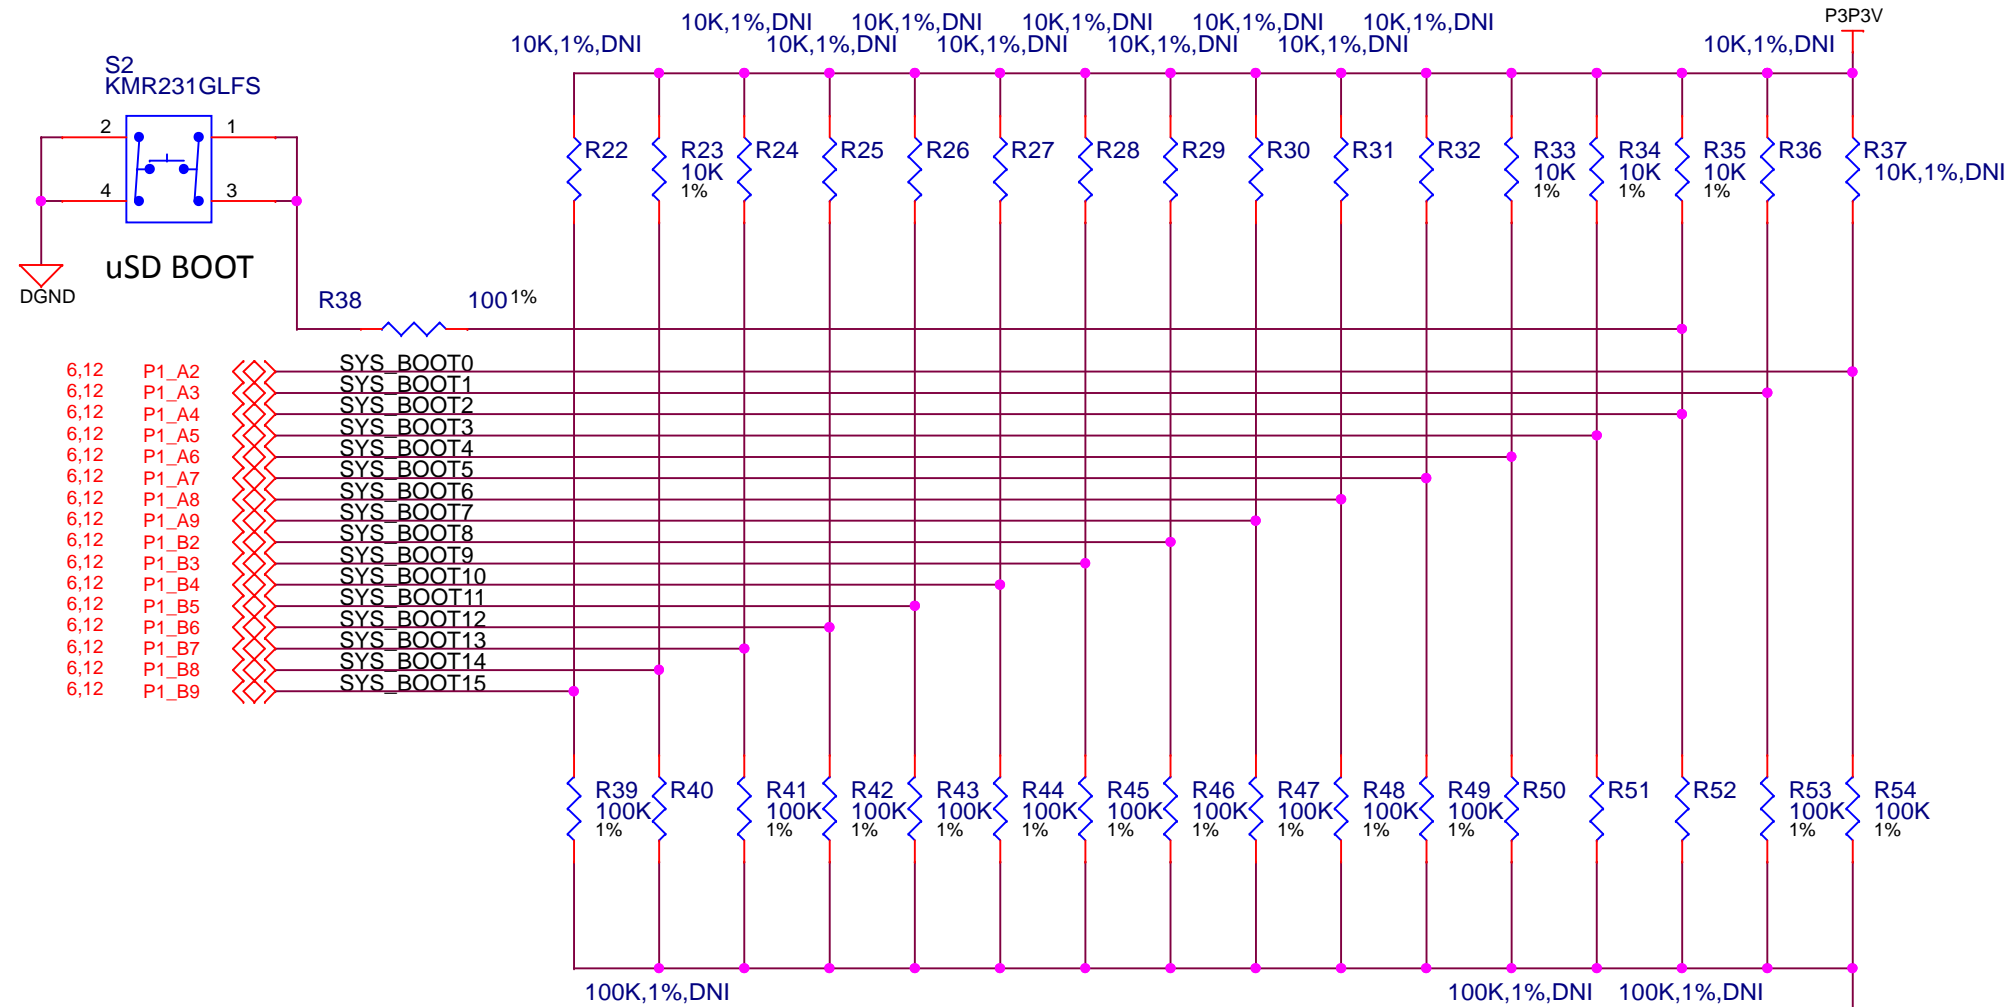 10K,1%,DNI 10K,1%,DNI 10K,1%,DNI 10K,1%,DNI 10K,1%,DNI P3P3V
10K,1%,DNI 10K,1%,DNI 10K,1%,DNI 10K,1%,DNI 10K,1%,DNI 10K,1%,DNI
S2
KMR231GLFS
2 1
4 3
R22 R23 R24 R25 R26 R27 R28 R29 R30 R31 R32 R33 R34 R35 R36 R37
10K 10K 10K 10K 10K,1%,DNI
1% 1% 1% 1%
uSD BOOT
DGND
R38 100 1%
6,12 P1_A2 SYS_BOOT0
6,12 P1_A3 SYS_BOOT1
6,12 P1_A4 SYS_BOOT2
6,12 P1_A5 SYS_BOOT3
6,12 P1_A6 SYS_BOOT4
6,12 P1_A7 SYS_BOOT5
6,12 P1_A8 SYS_BOOT6
6,12 P1_A9 SYS_BOOT7
6,12 P1_B2 SYS_BOOT8
6,12 P1_B3 SYS_BOOT9
6,12 P1_B4 SYS_BOOT10
6,12 P1_B5 SYS_BOOT11
6,12 P1_B6 SYS_BOOT12
6,12 P1_B7 SYS_BOOT13
6,12 P1_B8 SYS_BOOT14
6,12 P1_B9 SYS_BOOT15
R39 R40 R41 R42 R43 R44 R45 R46 R47 R48 R49 R50 R51 R52 R53 R54
100K 100K 100K 100K 100K 100K 100K 100K 100K 100K 100K 100K
1% 1% 1% 1% 1% 1% 1% 1% 1% 1% 1% 1%
100K,1%,DNI 100K,1%,DNI 100K,1%,DNI